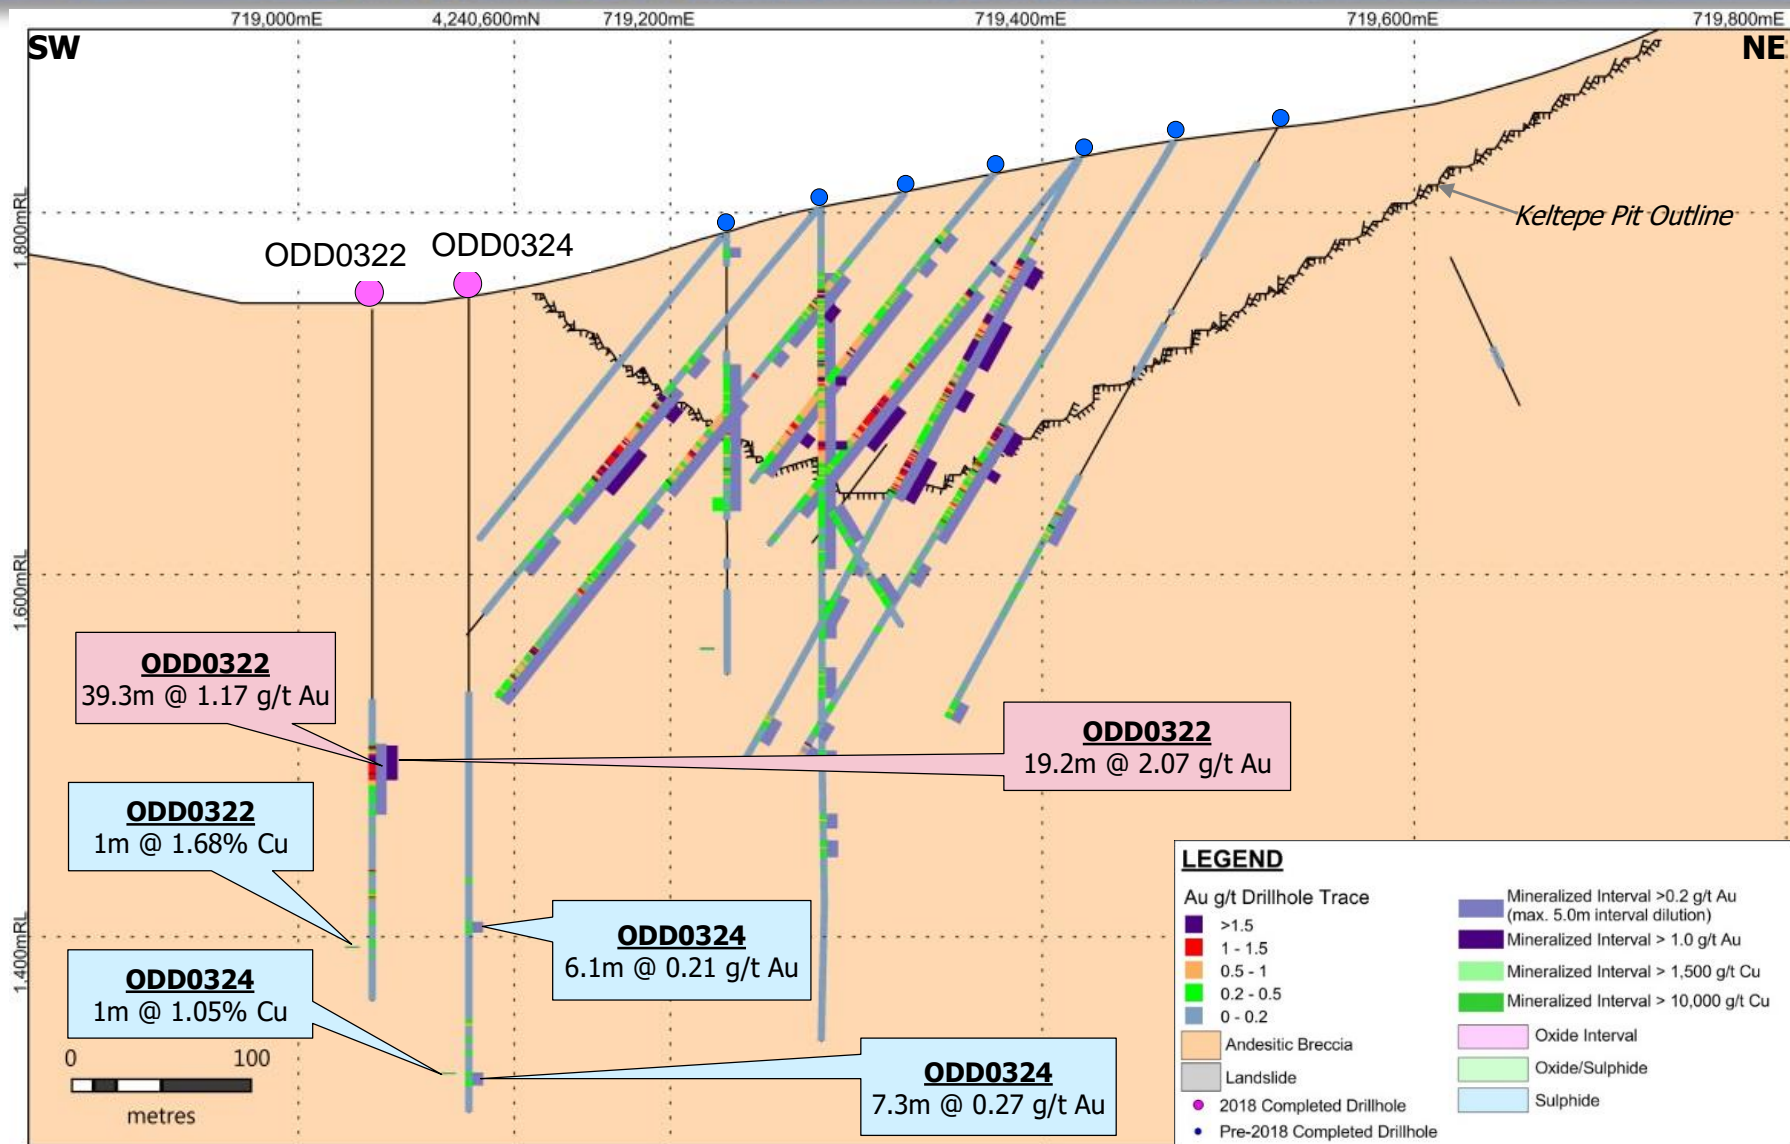 719,000mE
4,240,600mN
719,200mE
719,400mE
719,600mE
719,800mE
SW
NE
1,800mRL
1,600mRL
1,400mRL
ODD0322
ODD0324
Keltepe Pit Outline
ODD0322
39.3m @ 1.17 g/t Au
ODD0322
19.2m @ 2.07 g/t Au
ODD0322
1m @ 1.68% Cu
ODD0324
6.1m @ 0.21 g/t Au
ODD0324
1m @ 1.05% Cu
ODD0324
7.3m @ 0.27 g/t Au
0 100
metres
LEGEND
Au g/t Drillhole Trace
>1.5
1 - 1.5
0.5 - 1
0.2 - 0.5
0 - 0.2
Andesitic Breccia
Landslide
2018 Completed Drillhole
Pre-2018 Completed Drillhole
Mineralized Interval >0.2 g/t Au
(max. 5.0m interval dilution)
Mineralized Interval > 1.0 g/t Au
Mineralized Interval > 1,500 g/t Cu
Mineralized Interval > 10,000 g/t Cu
Oxide Interval
Oxide/Sulphide
Sulphide